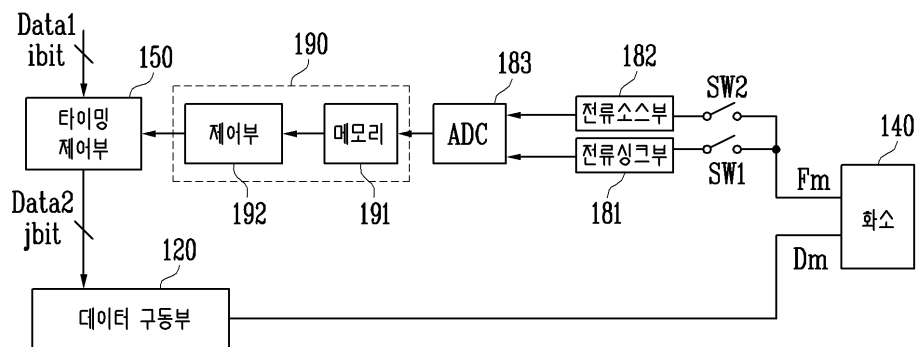 Data1
ibit
150
190
183
182
SW2
140
타이밍
제어부
제어부
메모리
ADC
전류소스부
전류싱크부
SW1
Fm
192
191
181
화소
Data2
jbit
120
Dm
데이터 구동부